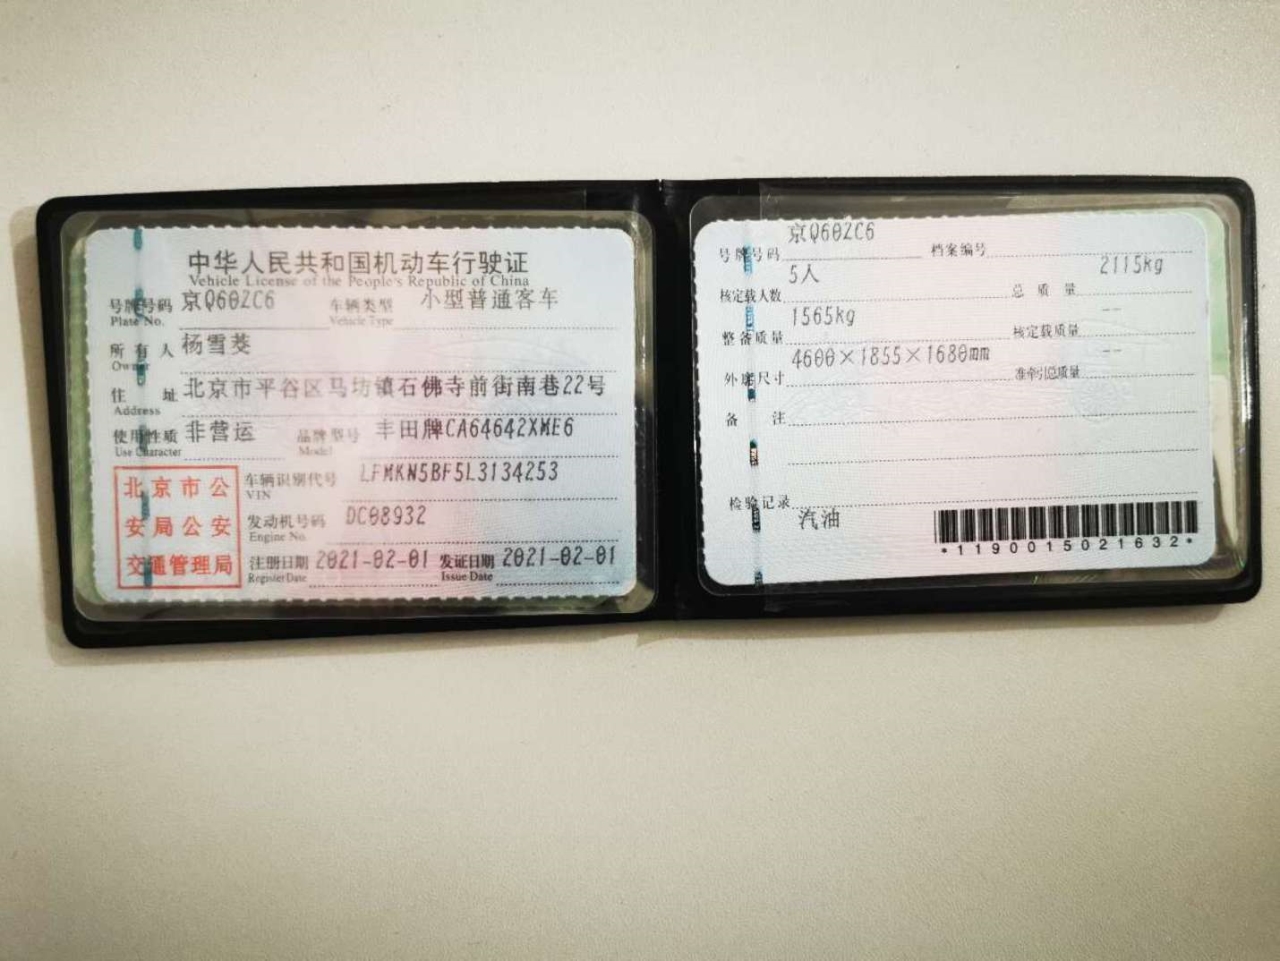 中华人民共和国机动车行驶证
Vehicle License of the People's Republic of China
号牌号码 京Q602C6 车辆类型 小型普通客车
Plate No. Vehicle Type
所有人 杨雪菱
Owner
住址 北京市平谷区马坊镇石佛寺前街南巷22号
Address
使用性质 非营运 品牌型号 丰田牌CA64642XME6
Use Character Model
北京市公
安局公安
交通管理局
车辆识别代号 LFMKN5BF5L3134253
VIN
发动机号码 DC08932
Engine No.
注册日期 2021-02-01 发证日期 2021-02-01
Register Date Issue Date
号牌号码 京Q602C6 档案编号
核定载人数 5人 总质量 2115kg
整备质量 1565kg 核定载质量 --
外廓尺寸 4600×1855×1680mm 准牵引总质量 --
备注
检验记录
汽油
*1190015021632*